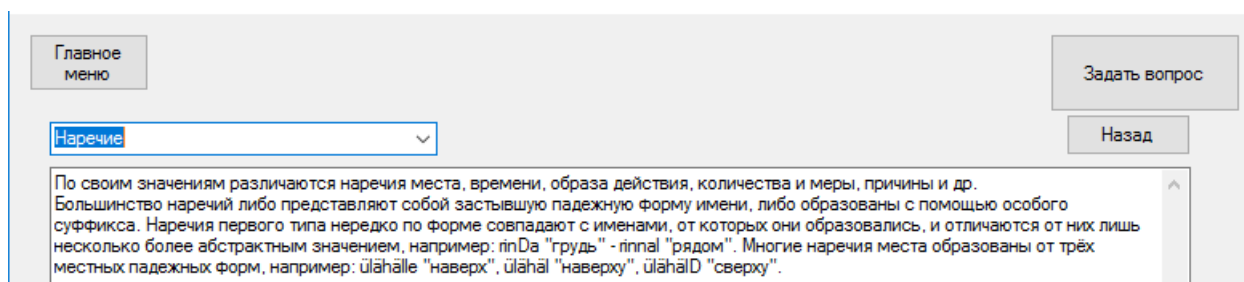 Главное
меню
Задать вопрос
Наречие
Назад
По своим значениям различаются наречия места, времени, образа действия, количества и меры, причины и др.
Большинство наречий либо представляют собой застывшую падежную форму имени, либо образованы с помощью особого
суффикса. Наречия первого типа нередко по форме совпадают с именами, от которых они образовались, и отличаются от них лишь
несколько более абстрактным значением, например: rinDa "грудь" - rinnal "рядом". Многие наречия места образованы от трёх
местных падежных форм, например: ülähälle "наверх", ülähäl "наверху", ülähälD "сверху".